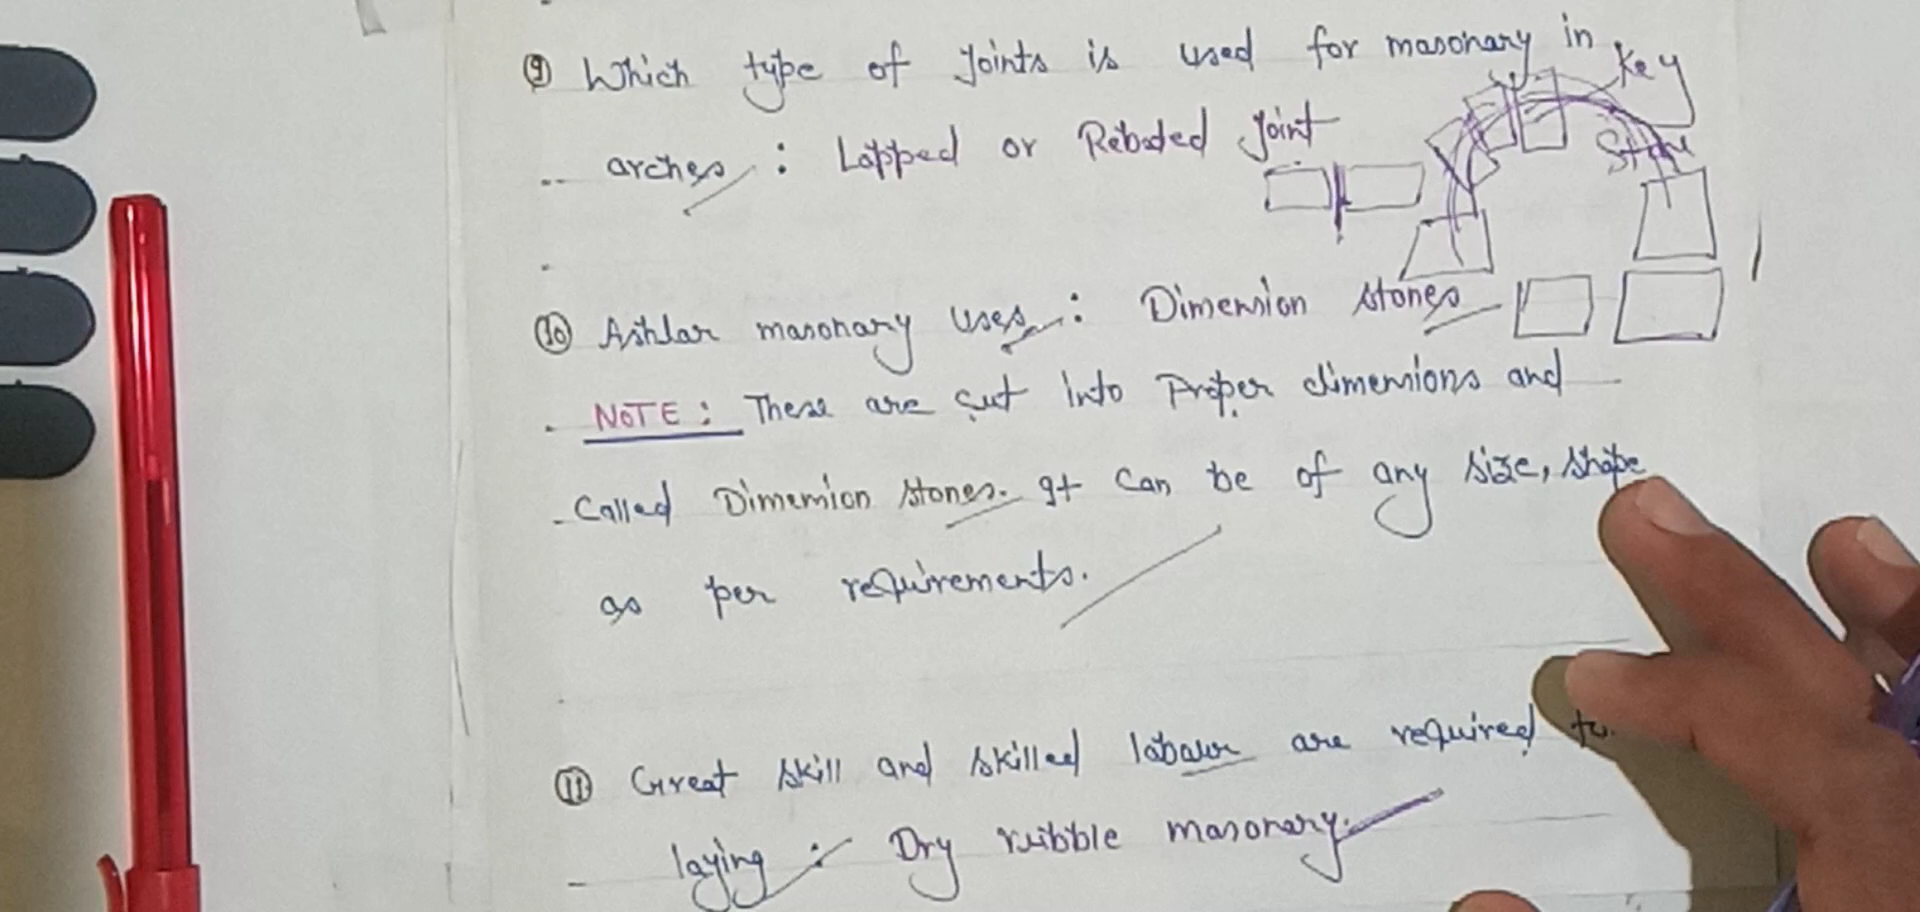 ⑨ Which type of Joints is used for masonary in
arches : Lapped or Rebated Joint
Key
Stone
⑩ Ashlar masonary uses : Dimension stones
NOTE : These are cut into Proper dimensions and
Called Dimension stones. It can be of any size, shape
as per requirements.
⑪ Great skill and skilled labour are required to
laying : Dry rubble masonary.